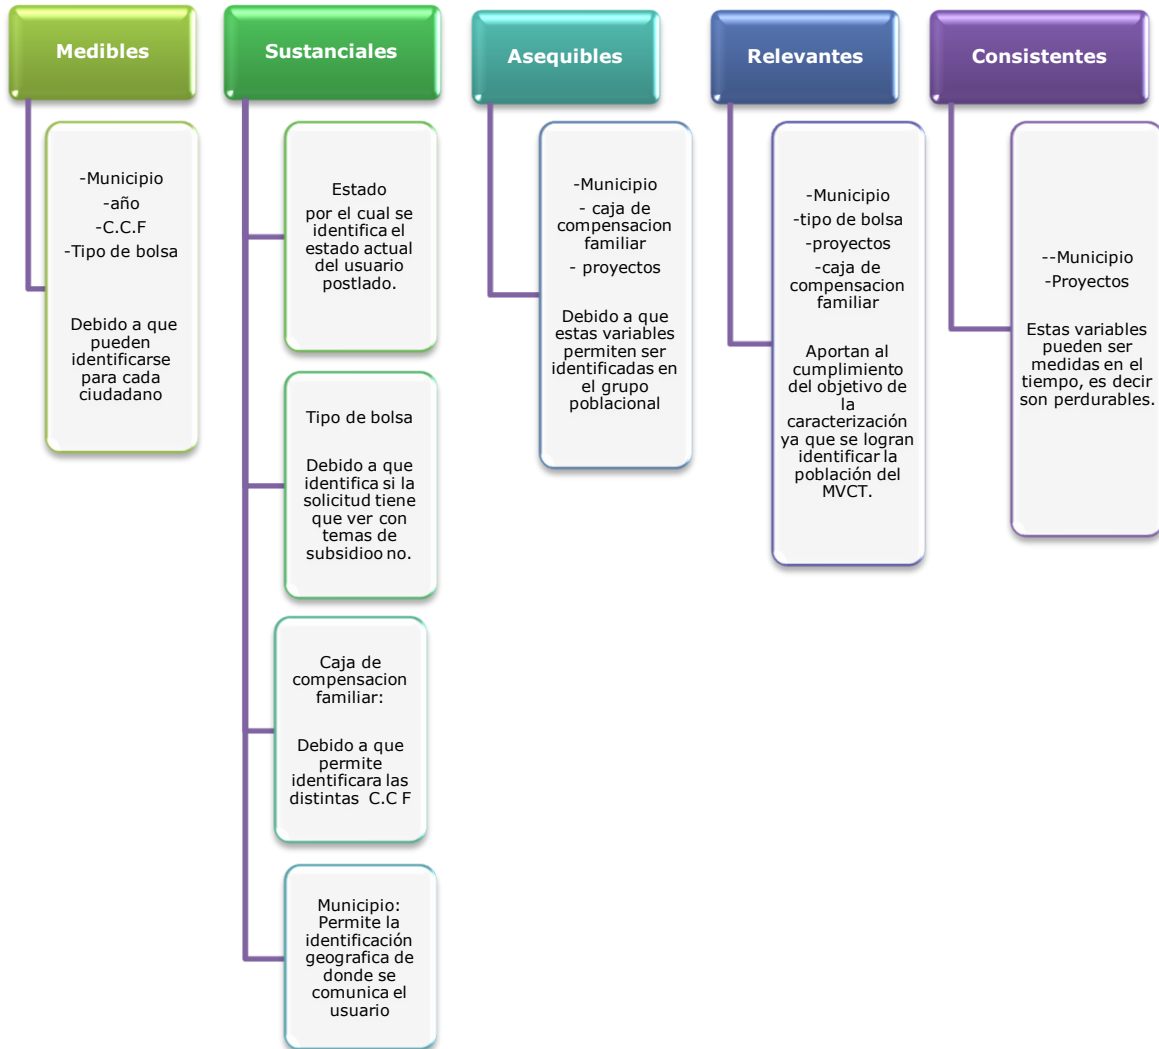 Medibles
-Municipio
-año
-C.C.F
-Tipo de bolsa
Debido a que
pueden
identificarse
para cada
ciudadano
Sustanciales
Estado
por el cual se
identifica el
estado actual
del usuario
postlado.
Tipo de bolsa
Debido a que
identifica si la
solicitud tiene
que ver con
temas de
subsidioo no.
Caja de
compensacion
familiar:
Debido a que
permite
identificara las
distintas C.C F
Municipio:
Permite la
identificación
geografica de
donde se
comunica el
usuario
Asequibles
-Municipio
- caja de
compensacion
familiar
- proyectos
Debido a que
estas variables
permiten ser
identificadas en
el grupo
poblacional
Relevantes
-Municipio
-tipo de bolsa
-proyectos
-caja de
compensacion
familiar
Aportan al
cumplimiento
del objetivo de
la
caracterización
ya que se logran
identificar la
población del
MVCT.
Consistentes
--Municipio
-Proyectos
Estas variables
pueden ser
medidas en el
tiempo, es decir
son perdurables.